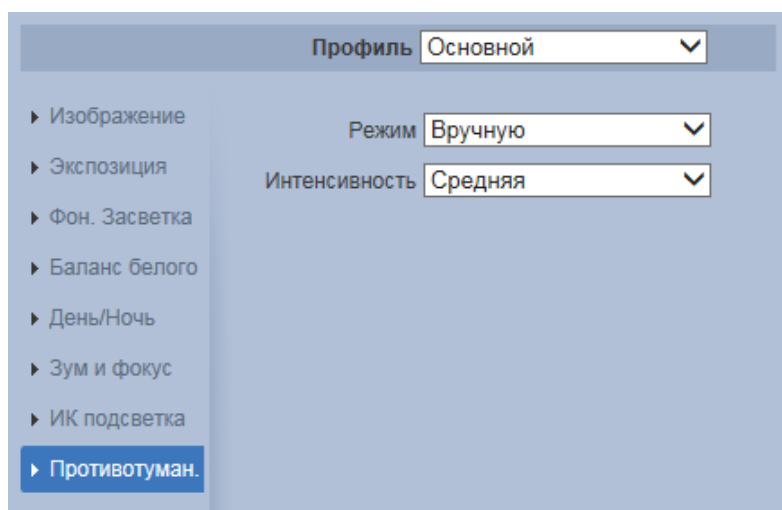 Профиль Основной
Изображение
Экспозиция
Фон. Засветка
Баланс белого
День/Ночь
Зум и фокус
ИК подсветка
Противотуман.
Режим Вручную
Интенсивность Средняя